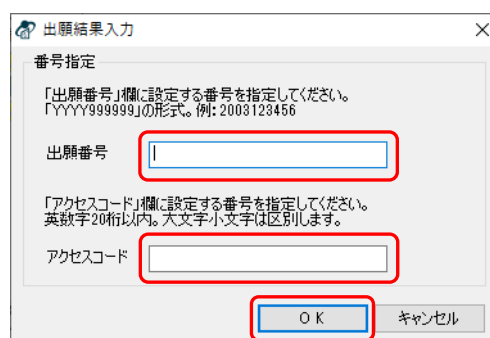 出願結果入力
番号指定
「出願番号」欄に設定する番号を指定してください。
「YYYY999999」の形式。例：2003123456
出願番号
「アクセスコード」欄に設定する番号を指定してください。
英数字20桁以内。大文字小文字は区別します。
アクセスコード
ＯＫ
キャンセル